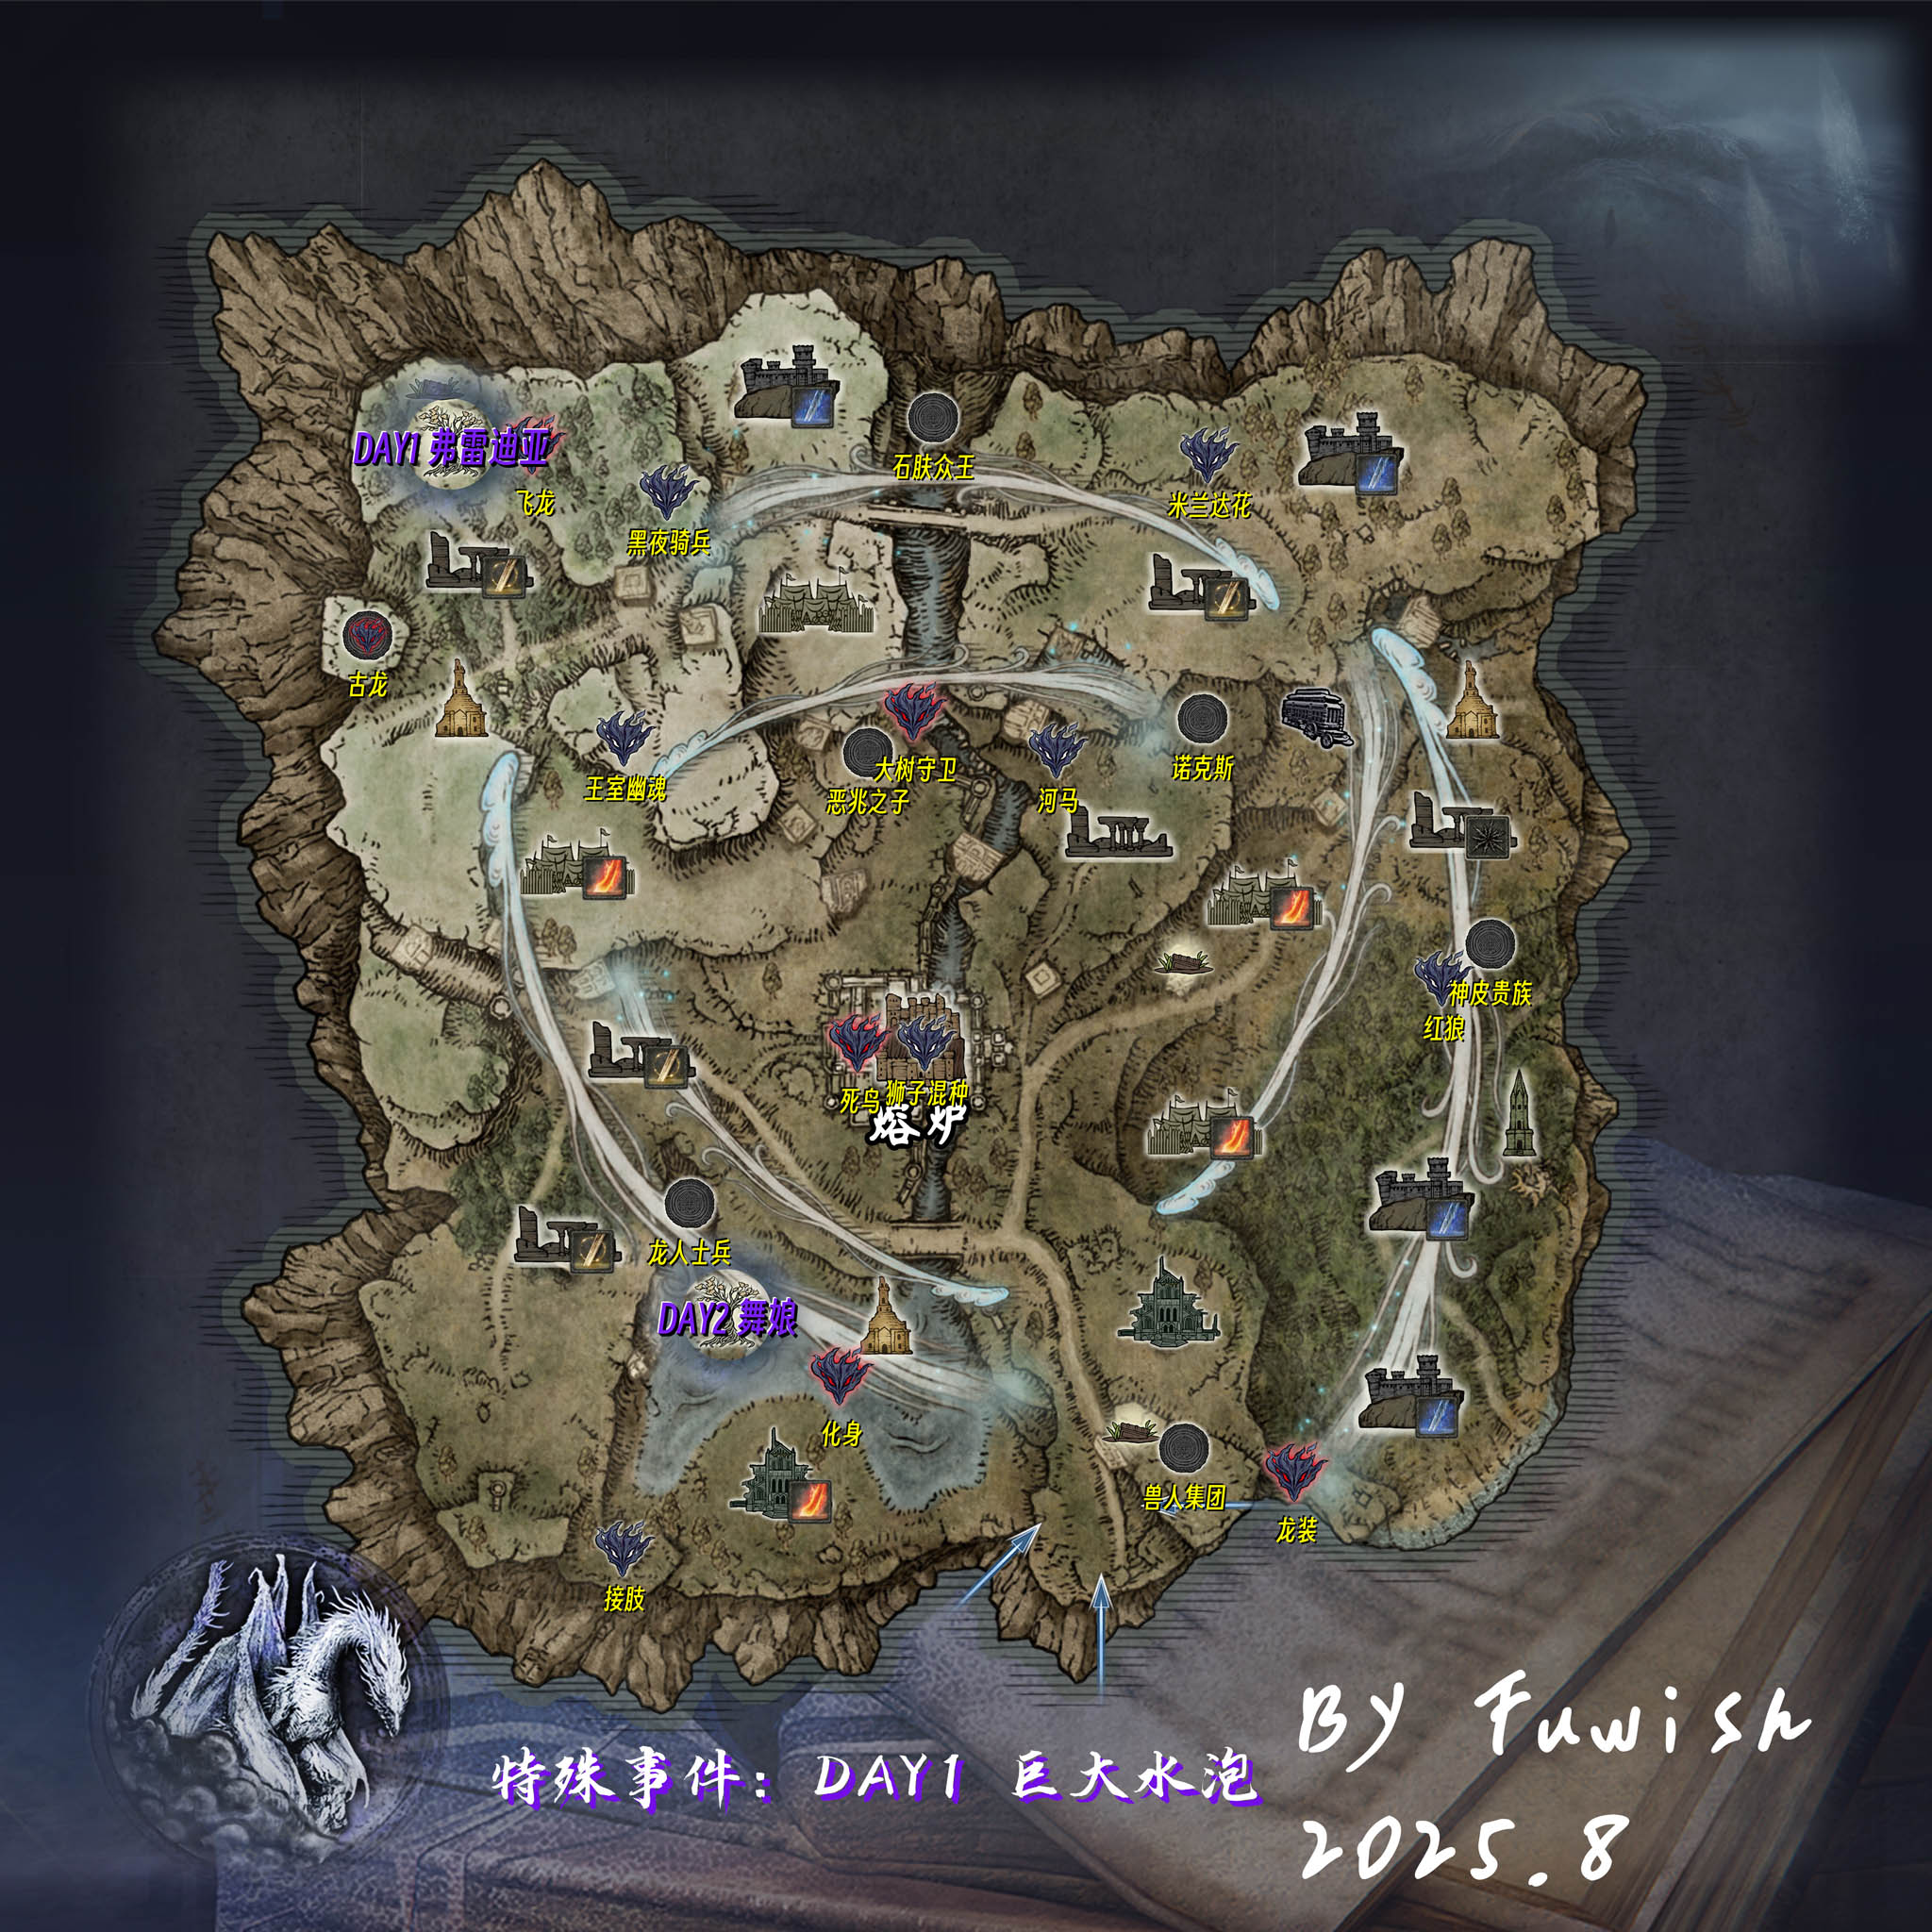 DAY1 弗雷迪亚
石肤众王
飞龙
米兰达花
黑夜骑兵
古龙
王室幽魂
大树守卫
诺克斯
恶兆之子
河马
神皮贵族
红狼
死鸟
狮子混种
熔炉
龙人士兵
DAY2 舞娘
化身
兽人集团
龙装
接肢
特殊事件：DAY1 巨大水泡
BY Fuwish
2025.8